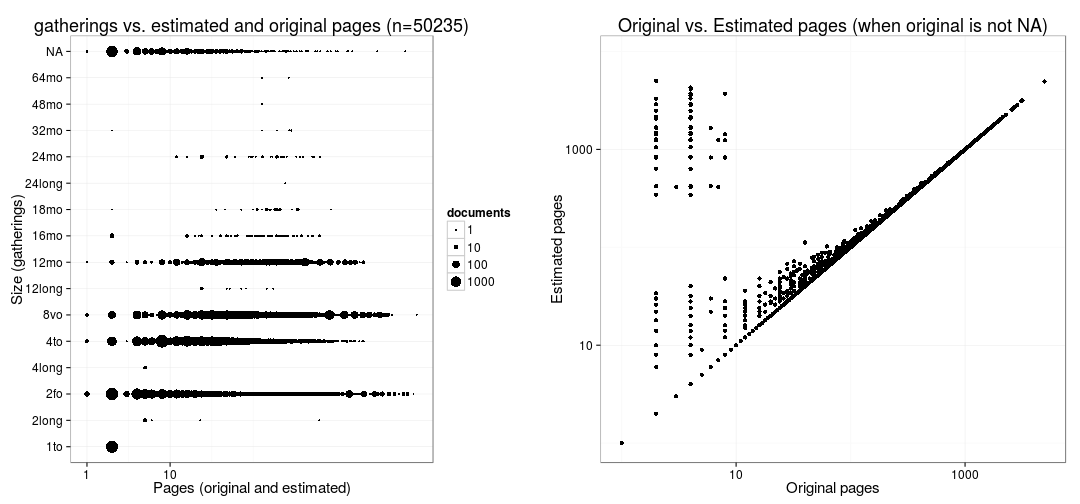 gatherings vs. estimated and original pages (n=50235)
Size (gatherings)
NA
64mo
48mo
32mo
24mo
24long
18mo
16mo
12mo
12long
8vo
4to
4long
2fo
2long
1to
1
10
Pages (original and estimated)
documents
1
10
100
1000
Original vs. Estimated pages (when original is not NA)
Estimated pages
1000
10
10
1000
Original pages